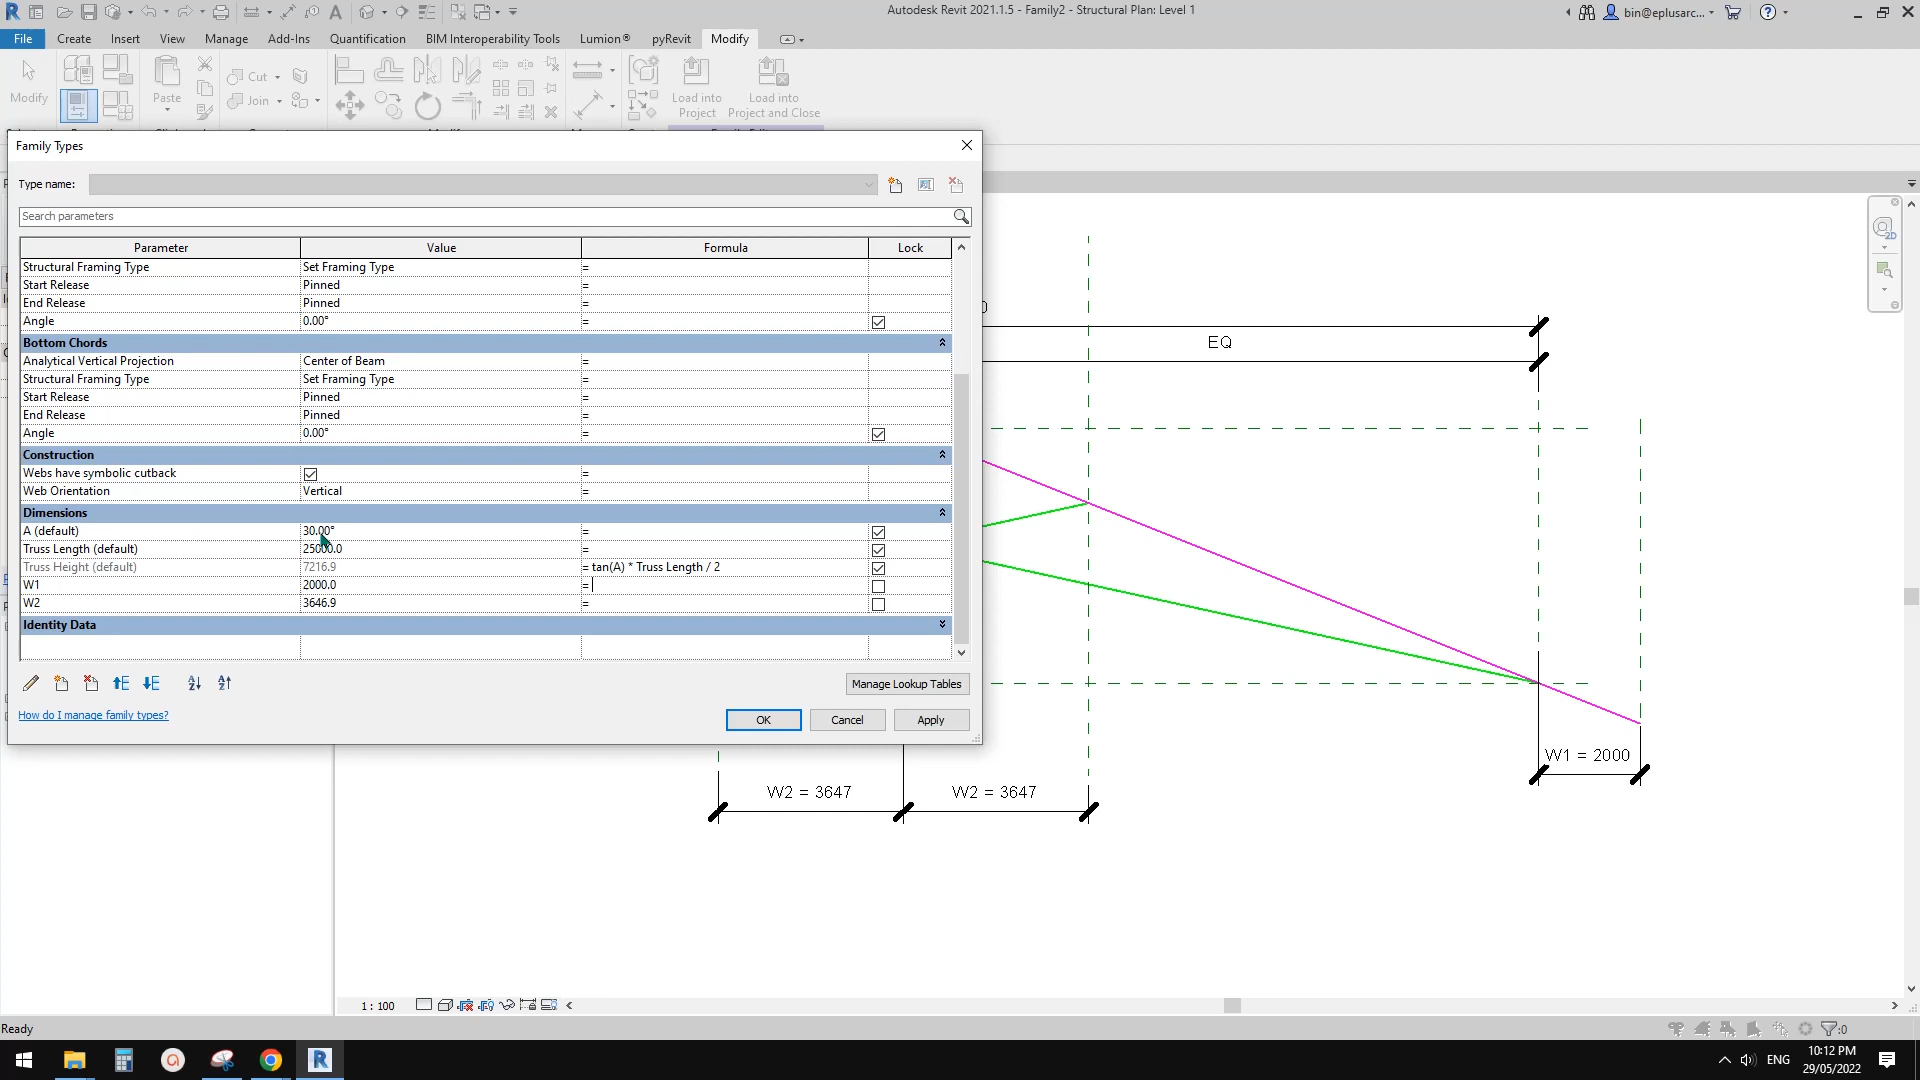 Autodesk Revit 2021.1.5 - Family2 - Structural Plan: Level 1
bin@eplusarc...
File Create Insert View Manage Add-Ins Quantification BIM Interoperability Tools Lumion® pyRevit Modify
Modify
Paste
Cut
Join
Load into Project
Load into Project and Close
Family Types
Type name:
Search parameters
Parameter Value Formula Lock
Structural Framing Type Set Framing Type =
Start Release Pinned =
End Release Pinned =
Angle 0.00° =
Bottom Chords
Analytical Vertical Projection Center of Beam =
Structural Framing Type Set Framing Type =
Start Release Pinned =
End Release Pinned =
Angle 0.00° =
Construction
Webs have symbolic cutback =
Web Orientation Vertical =
Dimensions
A (default) 30.00° =
Truss Length (default) 25000.0 =
Truss Height (default) 7216.9 = tan(A) * Truss Length / 2
W1 2000.0 =
W2 3646.9 =
Identity Data
Manage Lookup Tables
How do I manage family types?
OK Cancel Apply
EQ
W1 = 2000
W2 = 3647
W2 = 3647
2D
1 : 100
Ready
:0
ENG
10:12 PM
29/05/2022